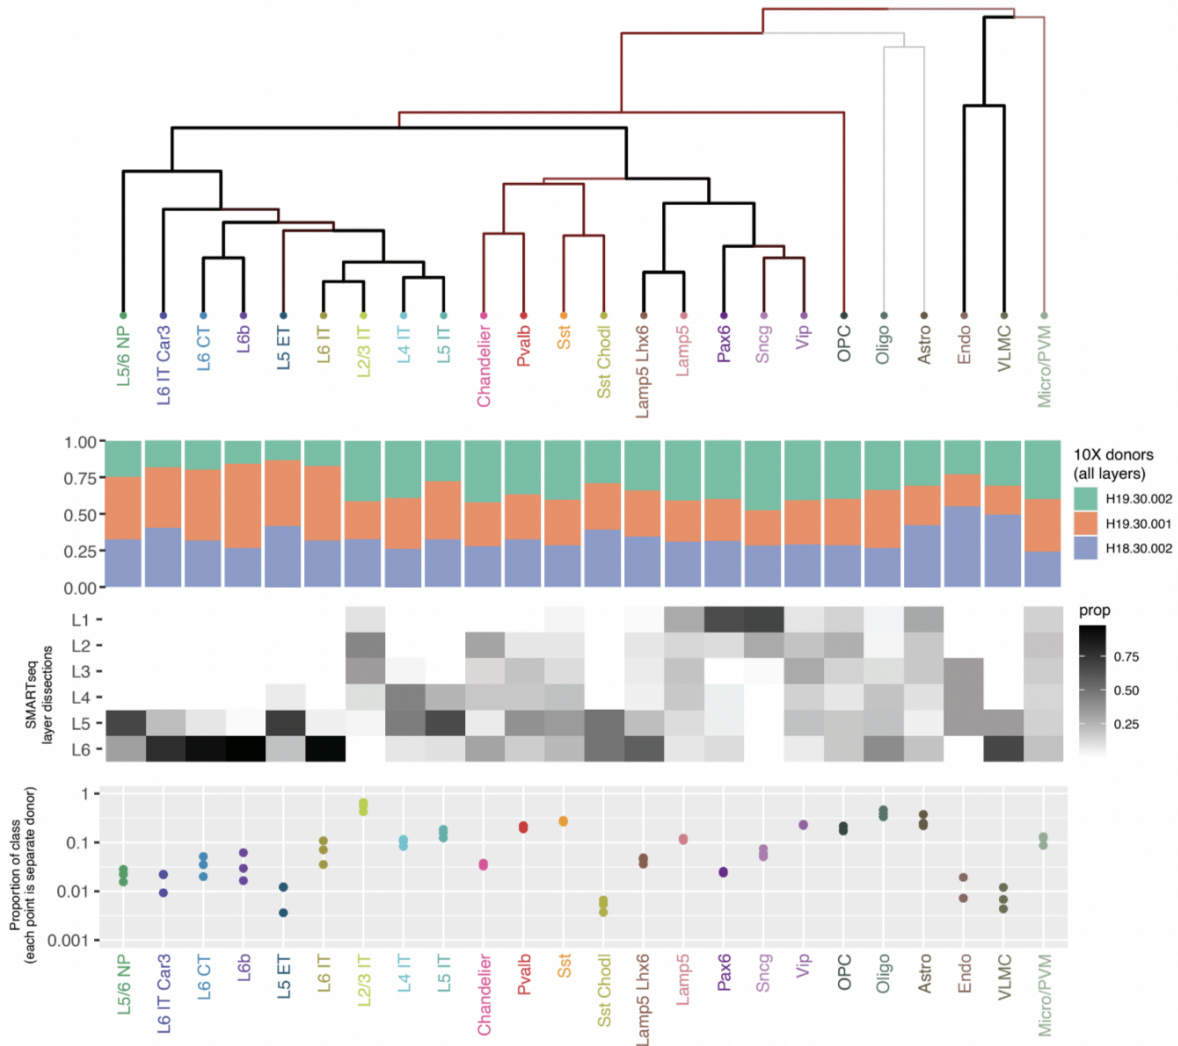 L5/6 NP
L6 IT Car3
L6 CT
L6b
L5 ET
L6 IT
L2/3 IT
L4 IT
L5 IT
Chandelier
Pvalb
Sst
Sst Chodl
Lamp5 Lhx6
Lamp5
Pax6
Sncg
Vip
OPC
Oligo
Astro
Endo
VLMC
Micro/PVM
1.00
0.75
0.50
0.25
0.00
10X donors
(all layers)
H19.30.002
H19.30.001
H18.30.002
SMARTseq
layer dissections
L1
L2
L3
L4
L5
L6
prop
0.75
0.50
0.25
Proportion of class
(each point is separate donor)
1
0.1
0.01
0.001
L5/6 NP
L6 IT Car3
L6 CT
L6b
L5 ET
L6 IT
L2/3 IT
L4 IT
L5 IT
Chandelier
Pvalb
Sst
Sst Chodl
Lamp5 Lhx6
Lamp5
Pax6
Sncg
Vip
OPC
Oligo
Astro
Endo
VLMC
Micro/PVM